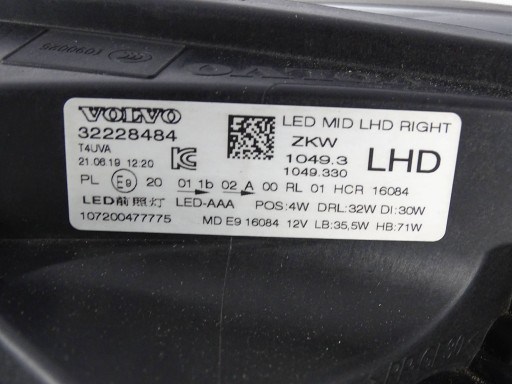 VOLVO
32228484
T4UVA
21.06.19 12:20
LED MID LHD RIGHT
ZKW
1049.3
1049.330
LHD
PL E9 20 01 1b 02 A 00 RL 01 HCR 16084
LED前照灯 LED-AAA POS:4W DRL:32W DI:30W
107200477775 MD E9 16084 12V LB:35,5W HB:71W